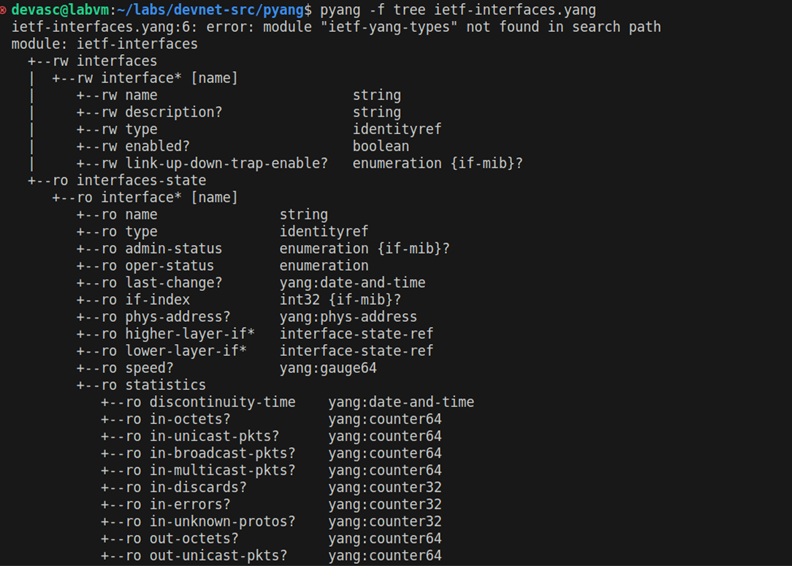 devasc@labvm:~/labs/devnet-src/pyang$ pyang -f tree ietf-interfaces.yang
ietf-interfaces.yang:6: error: module "ietf-yang-types" not found in search path
module: ietf-interfaces
  +--rw interfaces
  |  +--rw interface* [name]
  |     +--rw name                        string
  |     +--rw description?                string
  |     +--rw type                        identityref
  |     +--rw enabled?                    boolean
  |     +--rw link-up-down-trap-enable?   enumeration {if-mib}?
  +--ro interfaces-state
     +--ro interface* [name]
        +--ro name               string
        +--ro type               identityref
        +--ro admin-status       enumeration {if-mib}?
        +--ro oper-status        enumeration
        +--ro last-change?       yang:date-and-time
        +--ro if-index           int32 {if-mib}?
        +--ro phys-address?      yang:phys-address
        +--ro higher-layer-if*   interface-state-ref
        +--ro lower-layer-if*    interface-state-ref
        +--ro speed?             yang:gauge64
        +--ro statistics
           +--ro discontinuity-time    yang:date-and-time
           +--ro in-octets?            yang:counter64
           +--ro in-unicast-pkts?      yang:counter64
           +--ro in-broadcast-pkts?    yang:counter64
           +--ro in-multicast-pkts?    yang:counter64
           +--ro in-discards?          yang:counter32
           +--ro in-errors?            yang:counter32
           +--ro in-unknown-protos?    yang:counter32
           +--ro out-octets?           yang:counter64
           +--ro out-unicast-pkts?     yang:counter64